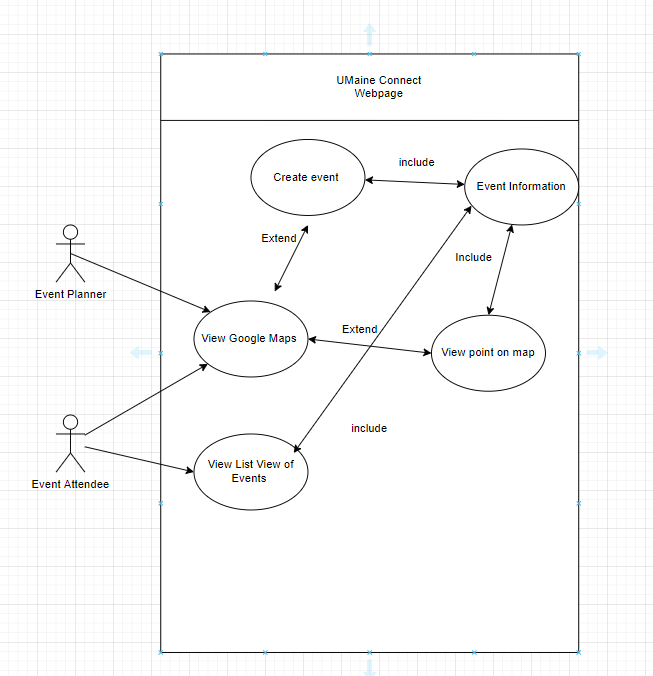 UMaine Connect
Webpage
include
Create event
Event Information
Extend
Include
Event Planner
Extend
View Google Maps
View point on map
include
View List View of
Events
Event Attendee